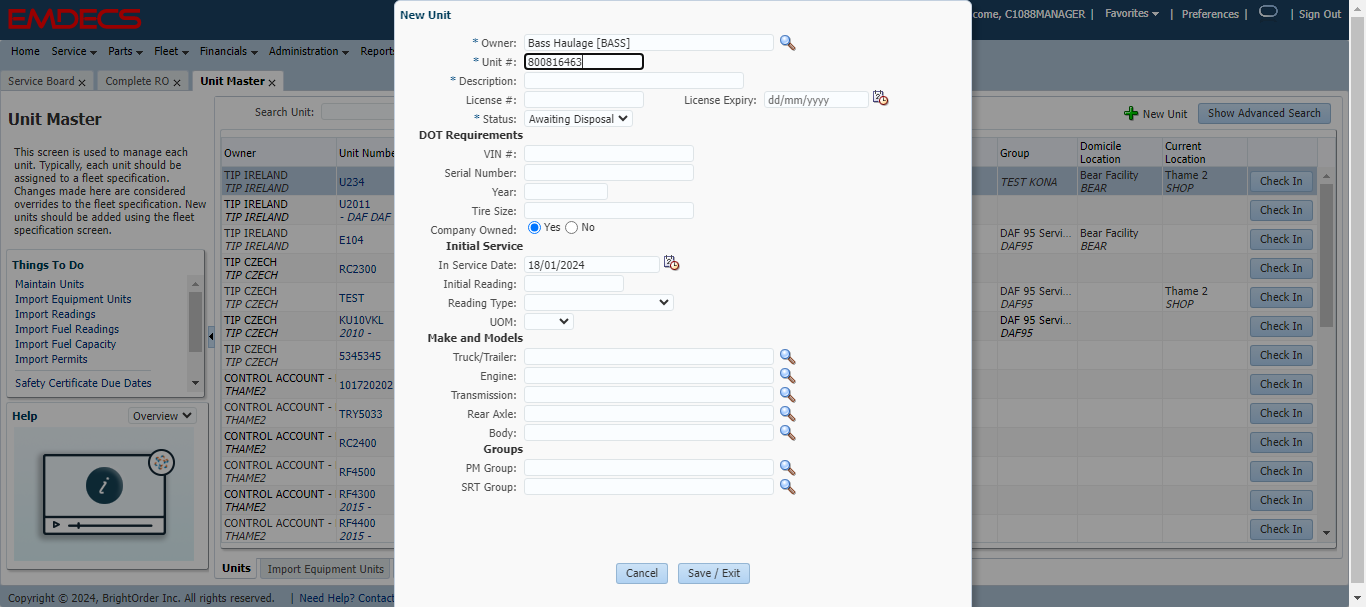 EMDECS
come, C1088MANAGER | Favorites | Preferences | | Sign Out
Home Service Parts Fleet Financials Administration Reports
Service Board x Complete RO x Unit Master x
Unit Master
This screen is used to manage each
unit. Typically, each unit should be
assigned to a fleet specification.
Changes made here are considered
overrides to the fleet specification. New
units should be added using the fleet
specification screen.
Things To Do
Maintain Units
Import Equipment Units
Import Readings
Import Fuel Readings
Import Fuel Capacity
Import Permits
Safety Certificate Due Dates
Help Overview
Search Unit:
Owner Unit Numbe
TIP IRELAND
TIP IRELAND U234
TIP IRELAND U2011
TIP IRELAND - DAF DAF
TIP IRELAND
TIP IRELAND E104
TIP CZECH
TIP CZECH RC2300
TIP CZECH
TIP CZECH TEST
TIP CZECH KU10VKL
TIP CZECH 2010 -
TIP CZECH
TIP CZECH 5345345
CONTROL ACCOUNT -
THAME2 101720202
CONTROL ACCOUNT -
THAME2 TRY5033
CONTROL ACCOUNT -
THAME2 RC2400
CONTROL ACCOUNT -
THAME2 RF4500
CONTROL ACCOUNT - RF4300
THAME2 2015 -
CONTROL ACCOUNT - RF4400
THAME2 2015 -
Units Import Equipment Units
New Unit
* Owner: Bass Haulage [BASS]
* Unit #: 800816463
* Description:
License #: License Expiry: dd/mm/yyyy
* Status: Awaiting Disposal
DOT Requirements
VIN #:
Serial Number:
Year:
Tire Size:
Company Owned: Yes No
Initial Service
In Service Date: 18/01/2024
Initial Reading:
Reading Type:
UOM:
Make and Models
Truck/Trailer:
Engine:
Transmission:
Rear Axle:
Body:
Groups
PM Group:
SRT Group:
Cancel Save / Exit
New Unit Show Advanced Search
Group Domicile Location Current Location
TEST KONA Bear Facility BEAR Thame 2 SHOP Check In
Check In
DAF 95 Servi... DAF95 Bear Facility BEAR Check In
Check In
DAF 95 Servi... DAF95 Thame 2 SHOP Check In
DAF 95 Servi... DAF95 Check In
Check In
Check In
Check In
Check In
Check In
Check In
Check In
Copyright © 2024, BrightOrder Inc. All rights reserved. | Need Help? Contact